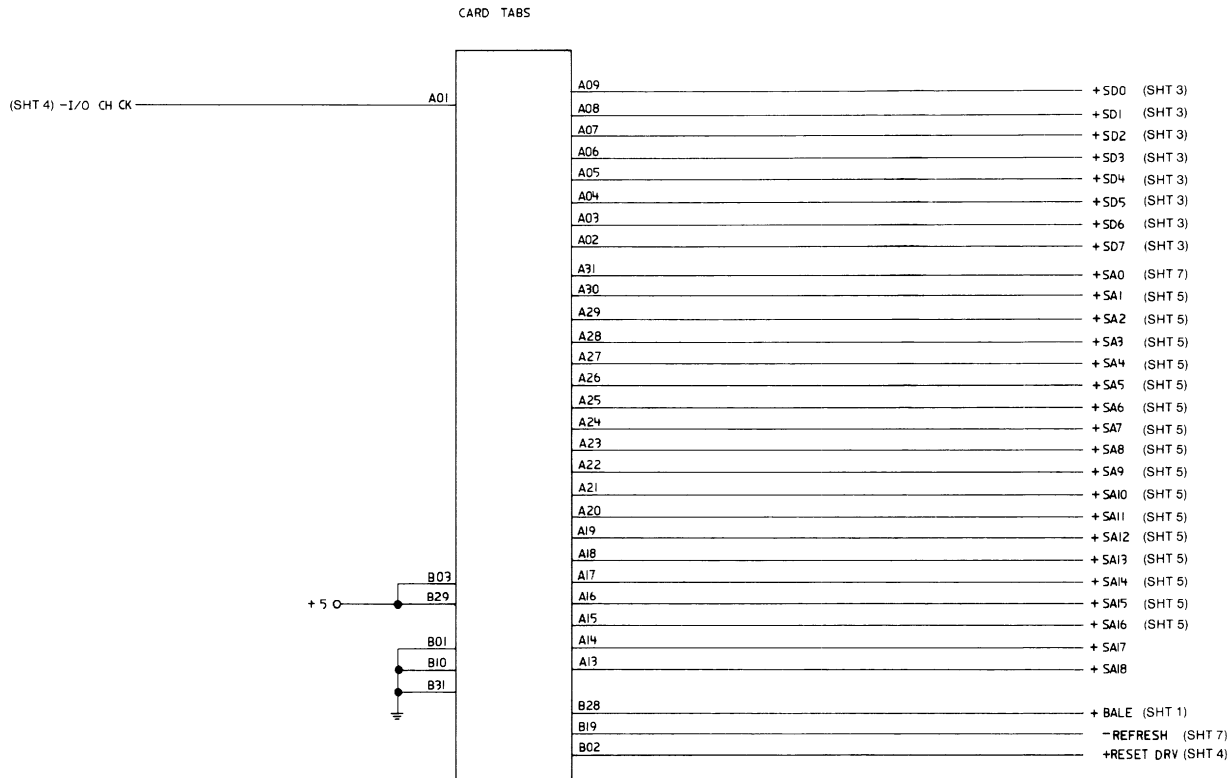 CARD TABS
(SHT 4) -I/O CH CK A01
A09 +SD0 (SHT 3)
A08 +SD1 (SHT 3)
A07 +SD2 (SHT 3)
A06 +SD3 (SHT 3)
A05 +SD4 (SHT 3)
A04 +SD5 (SHT 3)
A03 +SD6 (SHT 3)
A02 +SD7 (SHT 3)
A31 +SA0 (SHT 7)
A30 +SA1 (SHT 5)
A29 +SA2 (SHT 5)
A28 +SA3 (SHT 5)
A27 +SA4 (SHT 5)
A26 +SA5 (SHT 5)
A25 +SA6 (SHT 5)
A24 +SA7 (SHT 5)
A23 +SA8 (SHT 5)
A22 +SA9 (SHT 5)
A21 +SA10 (SHT 5)
A20 +SA11 (SHT 5)
A19 +SA12 (SHT 5)
A18 +SA13 (SHT 5)
A17 +SA14 (SHT 5)
A16 +SA15 (SHT 5)
A15 +SA16 (SHT 5)
A14 +SA17
A13 +SA18
B03
+5 B29
B01
B10
B31
B28 + BALE (SHT 1)
B19 -REFRESH (SHT 7)
B02 +RESET DRV (SHT 4)